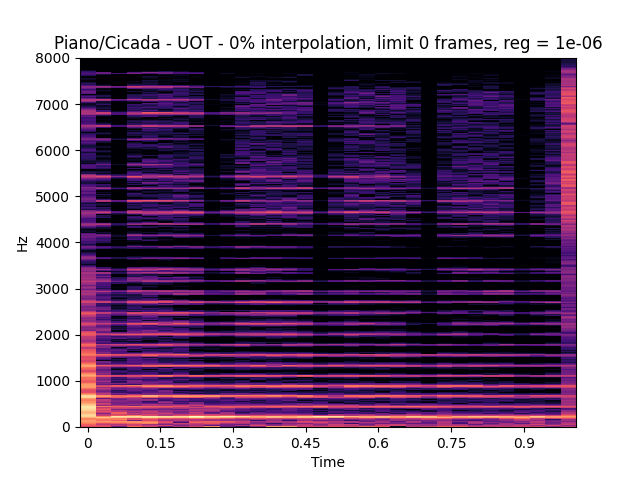 Piano/Cicada - UOT - 0% interpolation, limit 0 frames, reg = 1e-06
8000
7000
6000
5000
4000
3000
2000
1000
0
Hz
0 0.15 0.3 0.45 0.6 0.75 0.9
Time